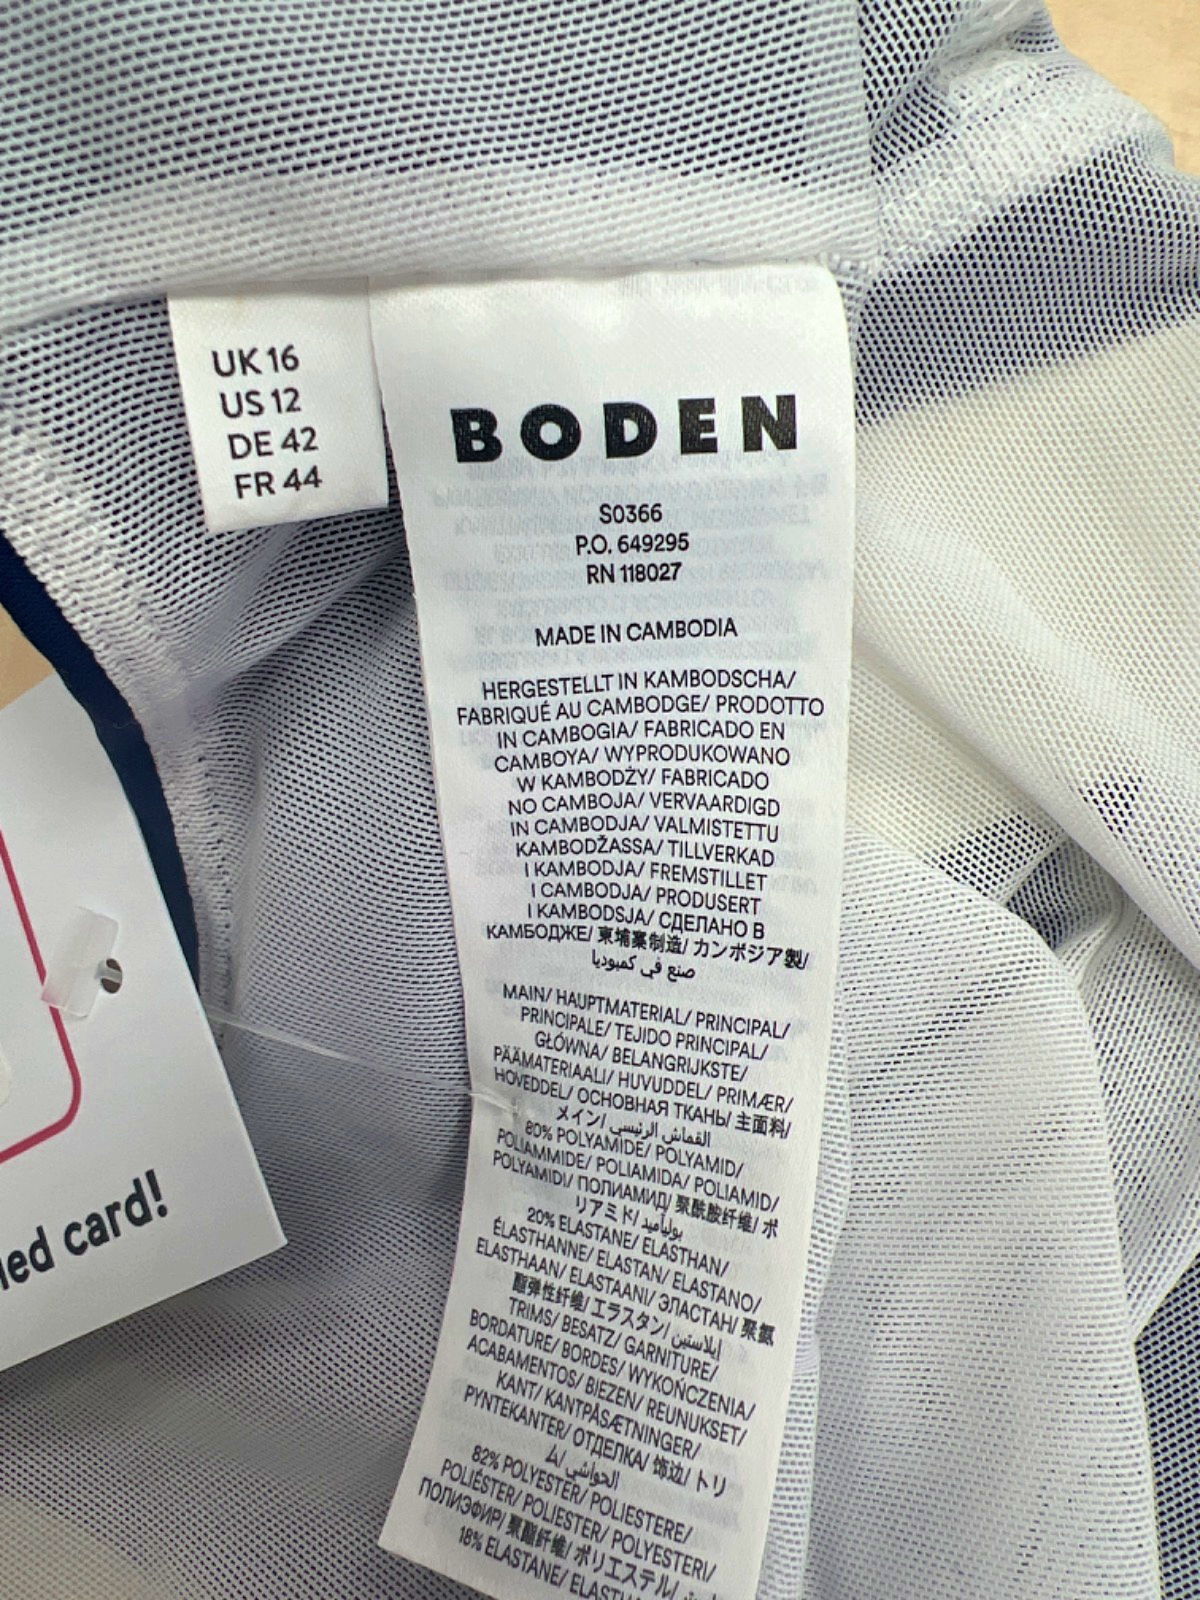 UK 16
US 12
DE 42
FR 44
BODEN
S0366
P.O. 649295
RN 118027
MADE IN CAMBODIA
HERGESTELLT IN KAMBODSCHA/
FABRIQUÉ AU CAMBODGE/ PRODOTTO
IN CAMBOGIA/ FABRICADO EN
CAMBOYA/ WYPRODUKOWANO
W KAMBODŻY/ FABRICADO
NO CAMBOJA/ VERVAARDIGD
IN CAMBODJA/ VALMISTETTU
KAMBODŽASSA/ TILLVERKAD
I KAMBODJA/ FREMSTILLET
I CAMBODJA/ PRODUSERT
I KAMBODSJA/ СДЕЛАНО В
КАМБОДЖЕ/ 柬埔寨制造/ カンボジア製/
صنع في كمبوديا
MAIN/ HAUPTMATERIAL/ PRINCIPAL/
PRINCIPALE/ TEJIDO PRINCIPAL/
GŁÓWNA/ BELANGRIJKSTE/
PÄÄMATERIAALI/ HUVUDDEL/ PRIMÆR/
HOVEDDEL/ ОСНОВНАЯ ТКАНЬ/ 主面料/
メイン/ القماش الرئيسي/
80% POLYAMIDE/ POLYAMID/
POLIAMMIDE/ POLIAMIDA/ POLIAMID/
POLYAMIDI/ ПОЛИАМИД/ 聚酰胺纤维/ ポ
リアミド/ بولياميد
20% ELASTANE/ ELASTHAN/
ÉLASTHANNE/ ELASTAN/ ELASTANO/
ELASTHAAN/ ELASTAANI/ ЭЛАСТАН/ 聚氨
酯弹性纤维/ エラスタン/ إيلاستين
TRIMS/ BESATZ/ GARNITURE/
BORDATURE/ BORDES/ WYKOŃCZENIA/
ACABAMENTOS/ BIEZEN/ REUNUKSET/
KANT/ KANTPÅSÆTNINGER/
PYNTEKANTER/ ОТДЕЛКА/ 饰边/ トリ
ム/ الحواشي
82% POLYESTER/ POLIESTERE/
POLIÉSTER/ POLIESTER/ POLYESTERI/
ПОЛИЭФИР/ 聚酯纤维/ ポリエステル/
18% ELASTANE/
card!